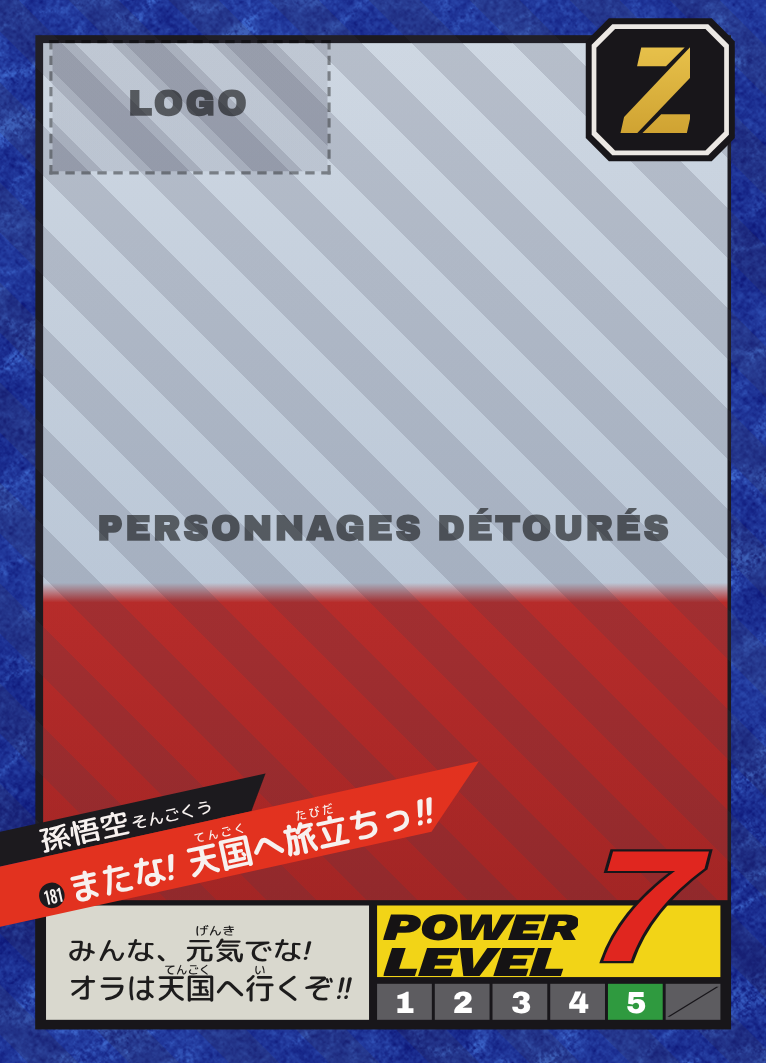 LOGO
Z
PERSONNAGES DÉTOURÉS
孫悟空 そんごくう
てんごく たびだ
181 またな! 天国へ旅立ちっ!!
げんき
みんな、元気でな!
てんごく い
オラは天国へ行くぞ!!
POWER
LEVEL
7
1 2 3 4 5